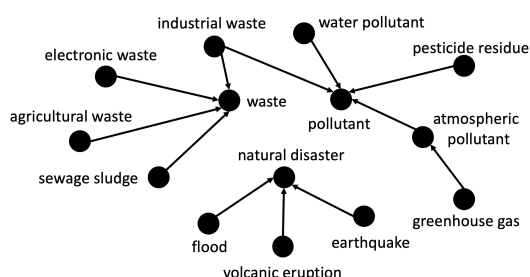 industrial waste
water pollutant
electronic waste
pesticide residue
waste
agricultural waste
pollutant
atmospheric
pollutant
natural disaster
sewage sludge
greenhouse gas
flood
earthquake
volcanic eruption